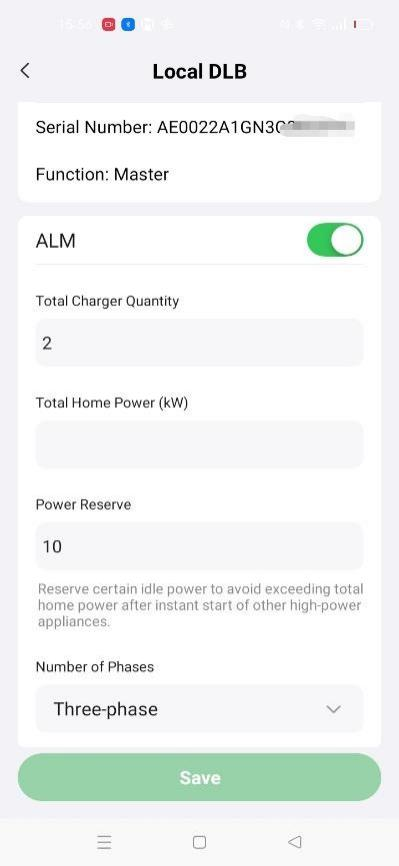 15:56
Local DLB
Serial Number: AE0022A1GN3
Function: Master
ALM
Total Charger Quantity
2
Total Home Power (kW)
Power Reserve
10
Reserve certain idle power to avoid exceeding total
home power after instant start of other high-power
appliances.
Number of Phases
Three-phase
Save